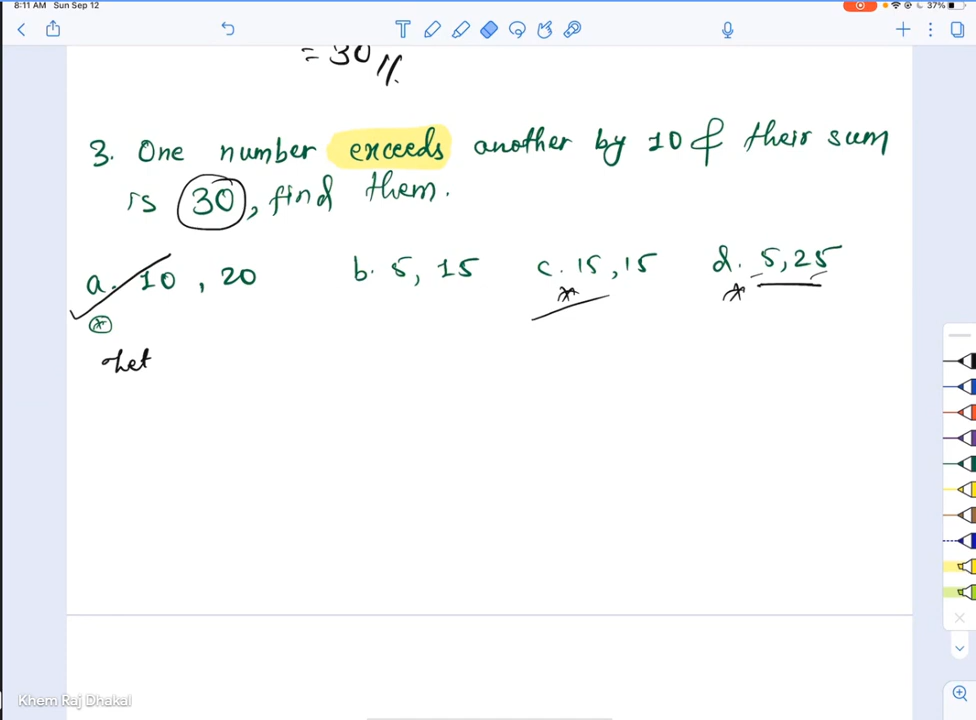 8:11 AM Sun Sep 12
37%
= 30 //.
3. One number exceeds another by 10 & their sum
is 30, find them.
a. 10, 20 b. 5, 15 c. 15, 15 d. 5, 25
Let
Khem Raj Dhakal